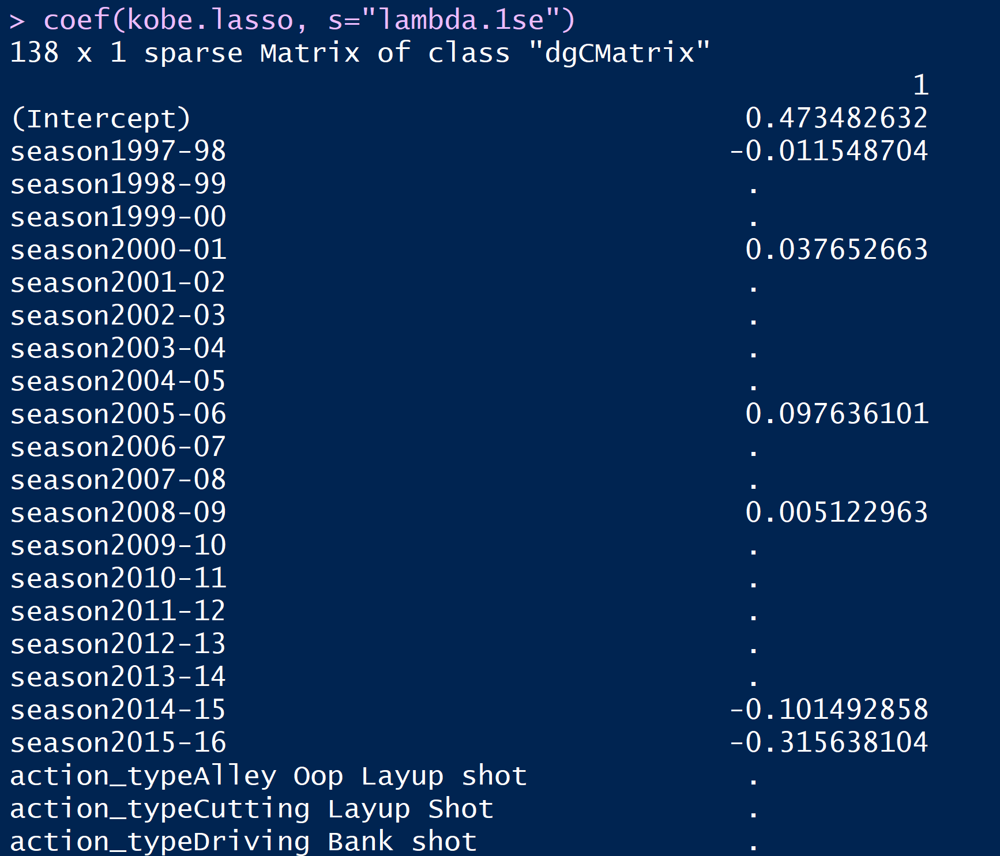 > coef(kobe.lasso, s="lambda.1se")
138 x 1 sparse Matrix of class "dgCMatrix"
1
(Intercept) 0.473482632
season1997-98 -0.011548704
season1998-99 .
season1999-00 .
season2000-01 0.037652663
season2001-02 .
season2002-03 .
season2003-04 .
season2004-05 .
season2005-06 0.097636101
season2006-07 .
season2007-08 .
season2008-09 0.005122963
season2009-10 .
season2010-11 .
season2011-12 .
season2012-13 .
season2013-14 .
season2014-15 -0.101492858
season2015-16 -0.315638104
action_typeAlley Oop Layup shot .
action_typeCutting Layup Shot .
action_typeDriving Bank shot .